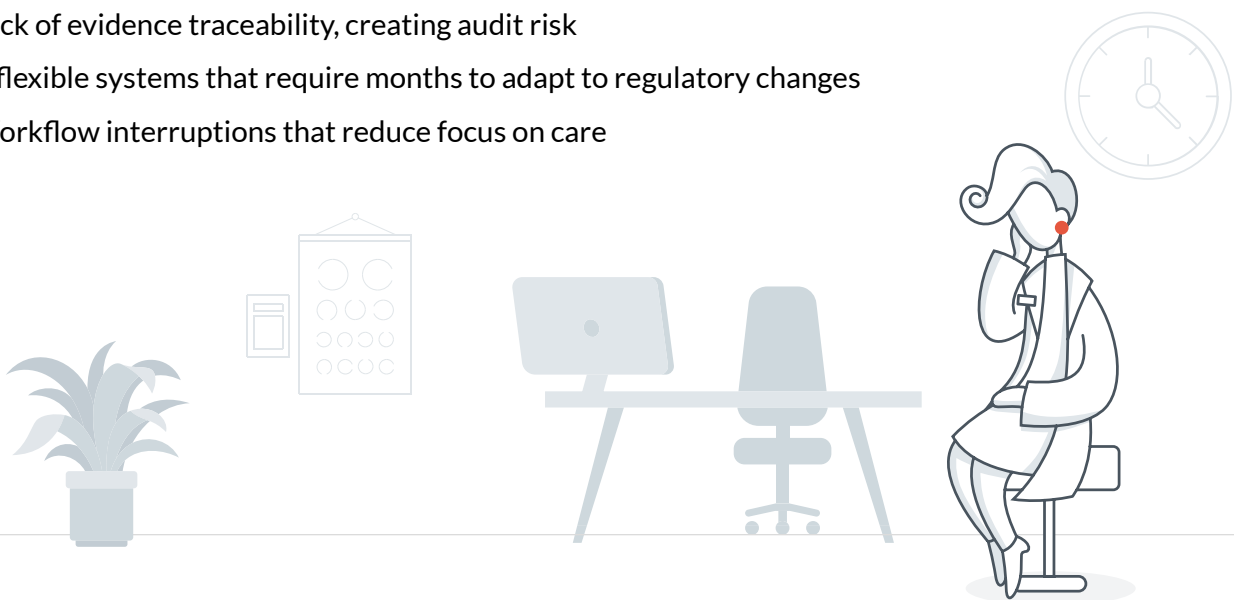 ck of evidence traceability, creating audit risk
flexible systems that require months to adapt to regulatory changes
orkflow interruptions that reduce focus on care